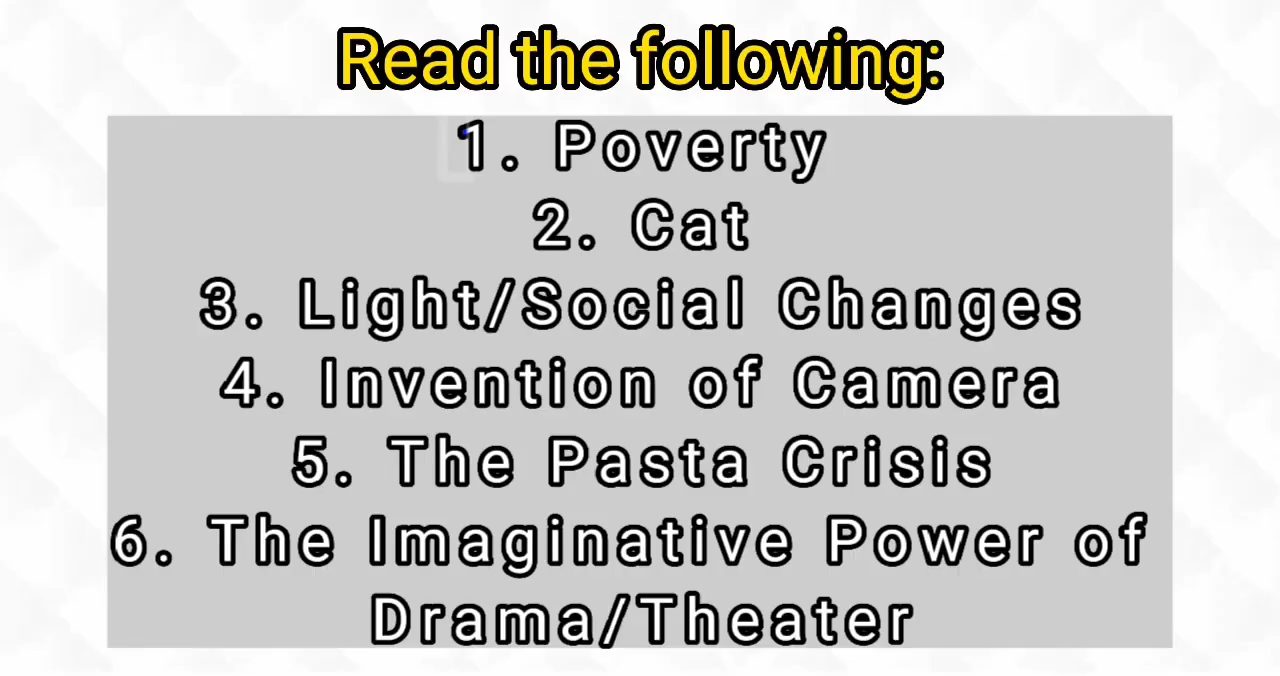 Read the following:
1. Poverty
2. Cat
3. Light/Social Changes
4. Invention of Camera
5. The Pasta Crisis
6. The Imaginative Power of
Drama/Theater